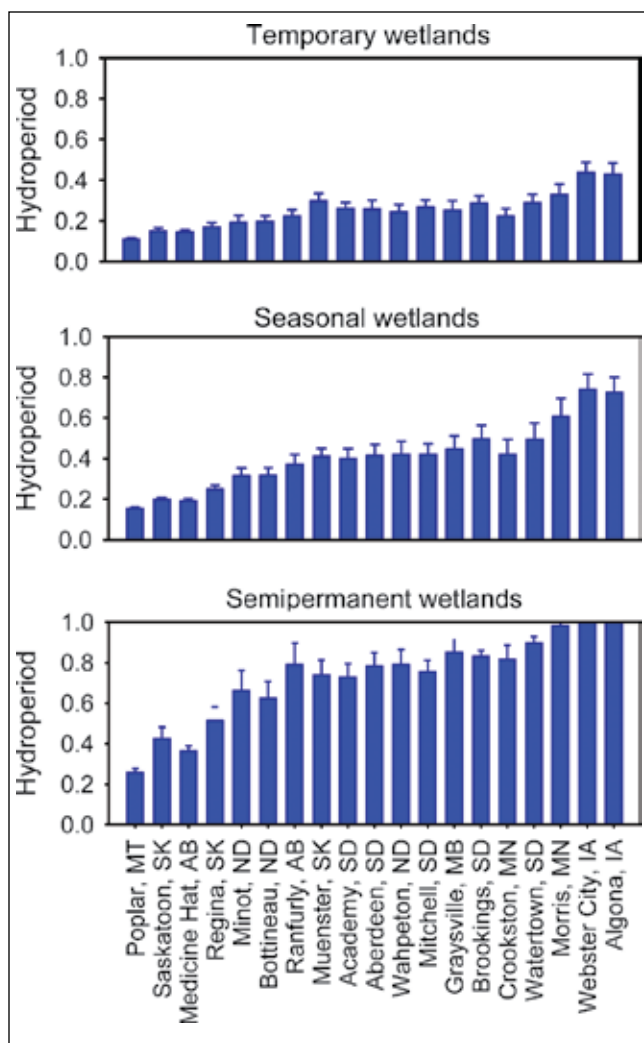 Temporary wetlands
Hydroperiod
1.0
0.8
0.6
0.4
0.2
0.0
Seasonal wetlands
Hydroperiod
1.0
0.8
0.6
0.4
0.2
0.0
Semipermanent wetlands
Hydroperiod
1.0
0.8
0.6
0.4
0.2
0.0
Poplar, MT
Saskatoon, SK
Medicine Hat, AB
Regina, SK
Minot, ND
Bottineau, ND
Ranfurly, AB
Muenster, SK
Academy, SD
Aberdeen, SD
Wahpeton, ND
Mitchell, SD
Graysville, MB
Brookings, SD
Crookston, MN
Watertown, SD
Morris, MN
Webster City, IA
Algona, IA